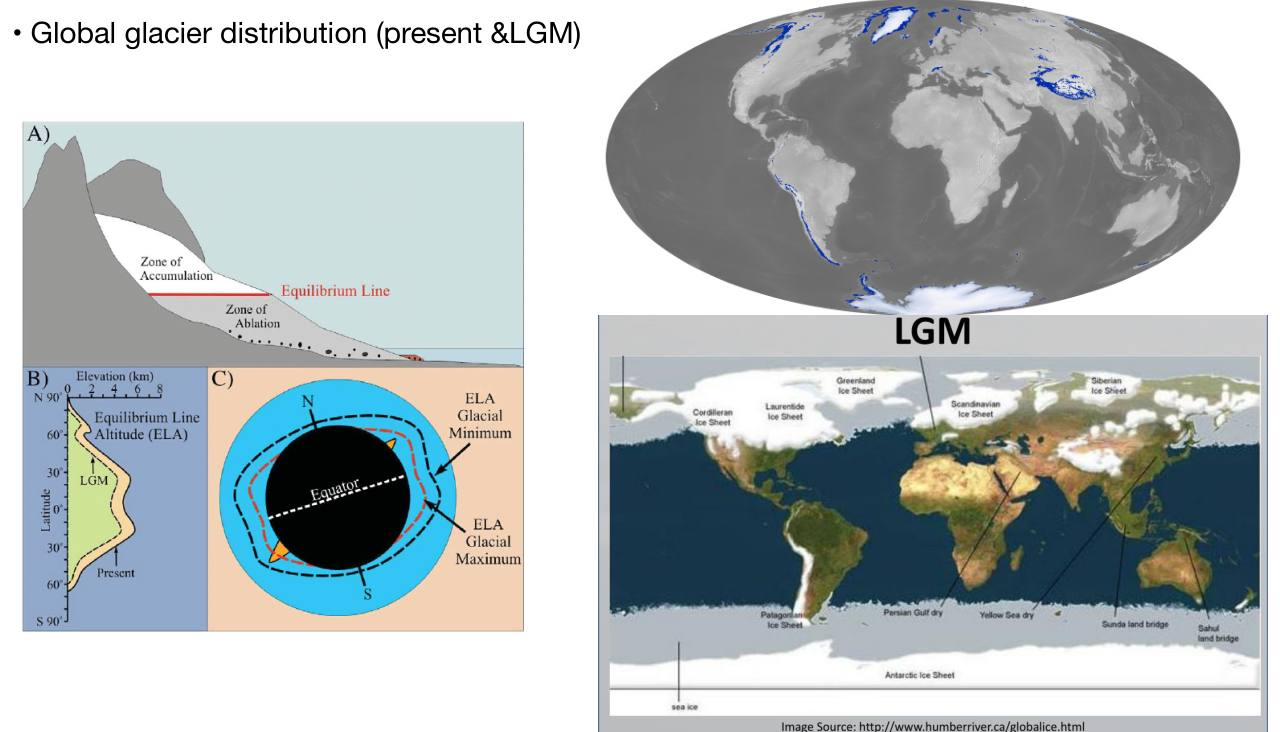 • Global glacier distribution (present &LGM)
A)
Zone of
Accumulation
Equilibrium Line
Zone of
Ablation
B)
Elevation (km)
0 2 4 6 8
N 90°
60°
30°
0°
30°
60°
S 90°
Latitude
Equilibrium Line
Altitude (ELA)
LGM
Present
C)
N
Equator
S
ELA
Glacial
Minimum
ELA
Glacial
Maximum
LGM
Greenland
Ice Sheet
Siberian
Ice Sheet
Cordilleran
Ice Sheet
Laurentide
Ice Sheet
Scandinavian
Ice Sheet
Patagonian
Ice Sheet
Persian Gulf dry
Yellow Sea dry
Sunda land bridge
Sahul
land bridge
Antarctic Ice Sheet
sea ice
Image Source: http://www.humberriver.ca/globalice.html